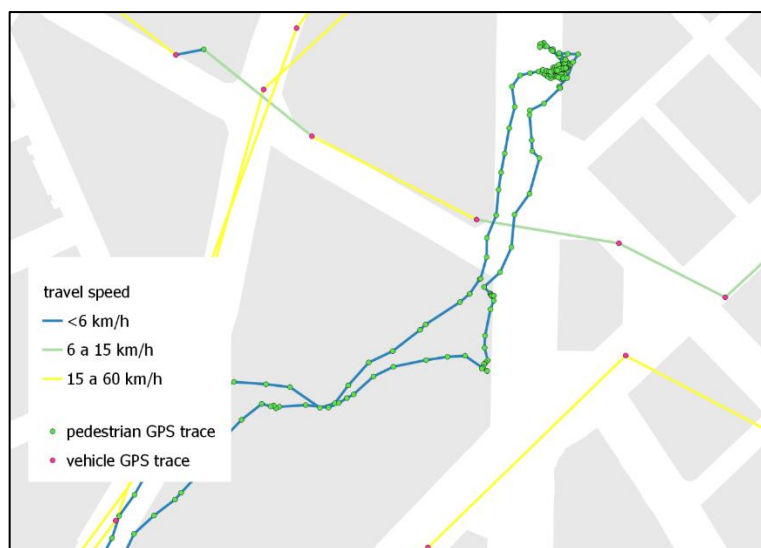 travel speed
<6 km/h
6 a 15 km/h
15 a 60 km/h
pedestrian GPS trace
vehicle GPS trace